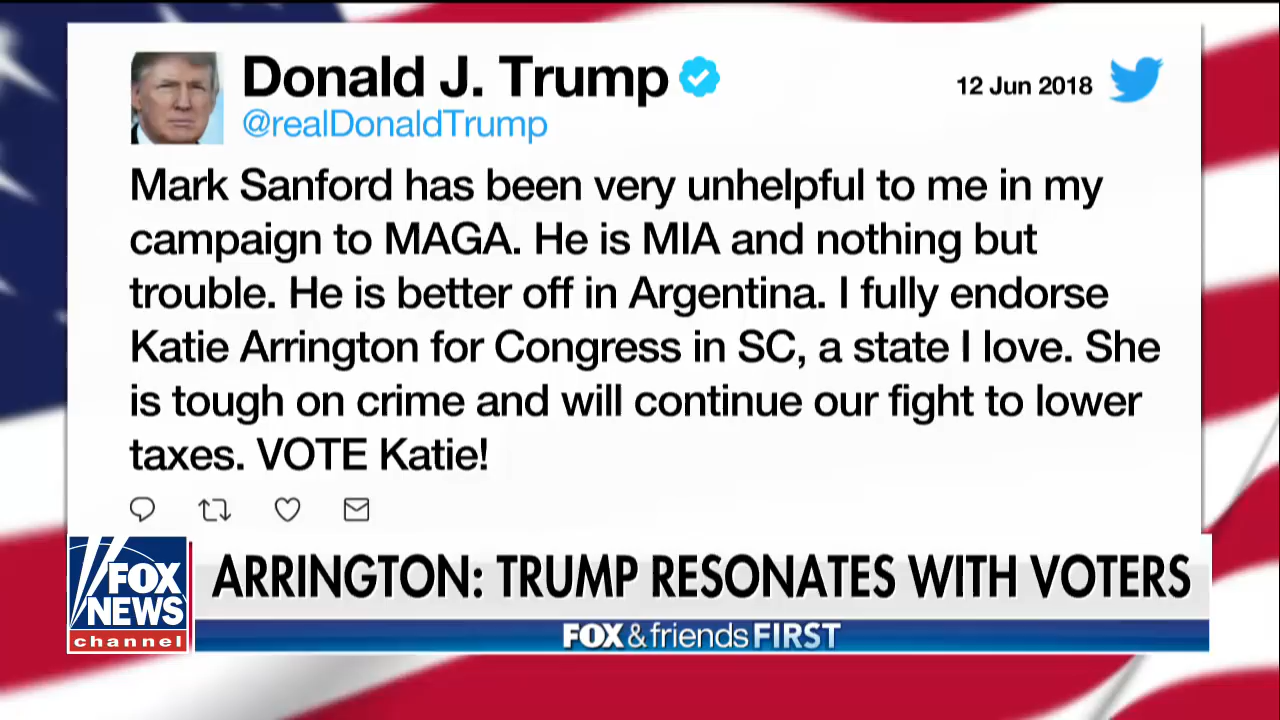 Donald J. Trump
12 Jun 2018
@realDonaldTrump
Mark Sanford has been very unhelpful to me in my
campaign to MAGA. He is MIA and nothing but
trouble. He is better off in Argentina. I fully endorse
Katie Arrington for Congress in SC, a state I love. She
is tough on crime and will continue our fight to lower
taxes. VOTE Katie!
FOX
NEWS
channel
ARRINGTON: TRUMP RESONATES WITH VOTERS
FOX & friends FIRST